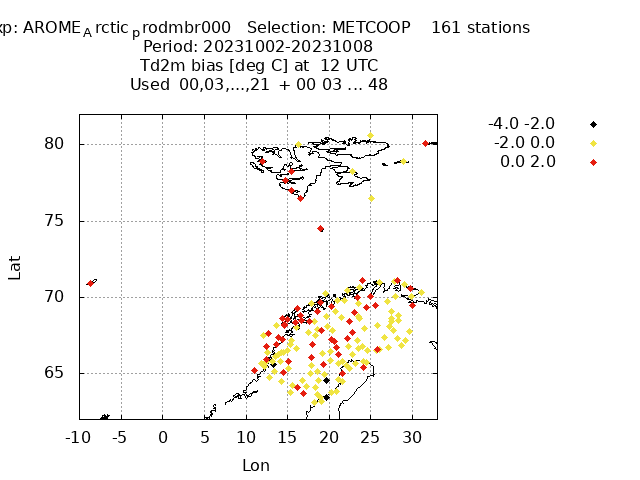 xp: AROME_Arctic_prodmbr000 Selection: METCOOP 161 stations
Period: 20231002-20231008
Td2m bias [deg C] at 12 UTC
Used 00,03,...,21 + 00 03 ... 48
-4.0 -2.0
-2.0 0.0
0.0 2.0
80
75
70
65
Lat
-10 -5 0 5 10 15 20 25 30
Lon